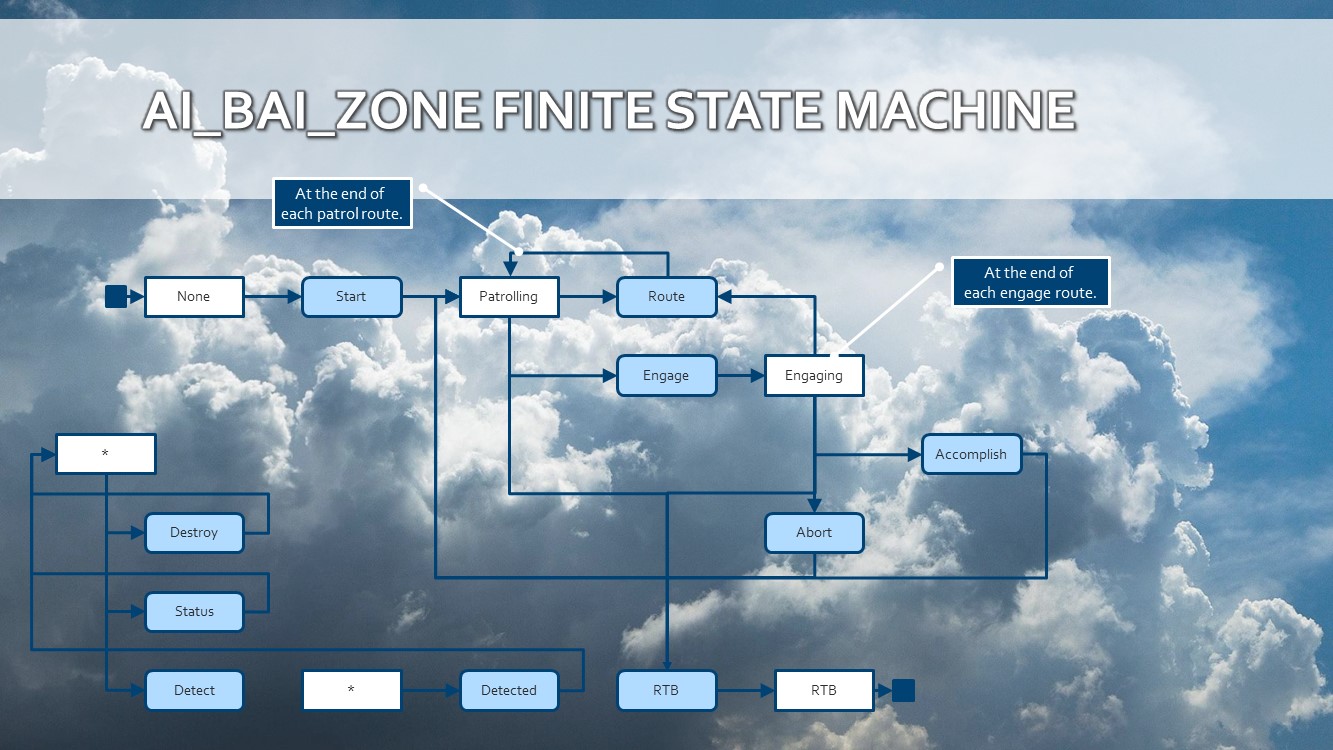 AI_BAI_ZONE FINITE STATE MACHINE
At the end of
each patrol route.
At the end of
each engage route.
None
Start
Patrolling
Route
Engage
Engaging
*
Accomplish
Destroy
Abort
Status
Detect
*
Detected
RTB
RTB